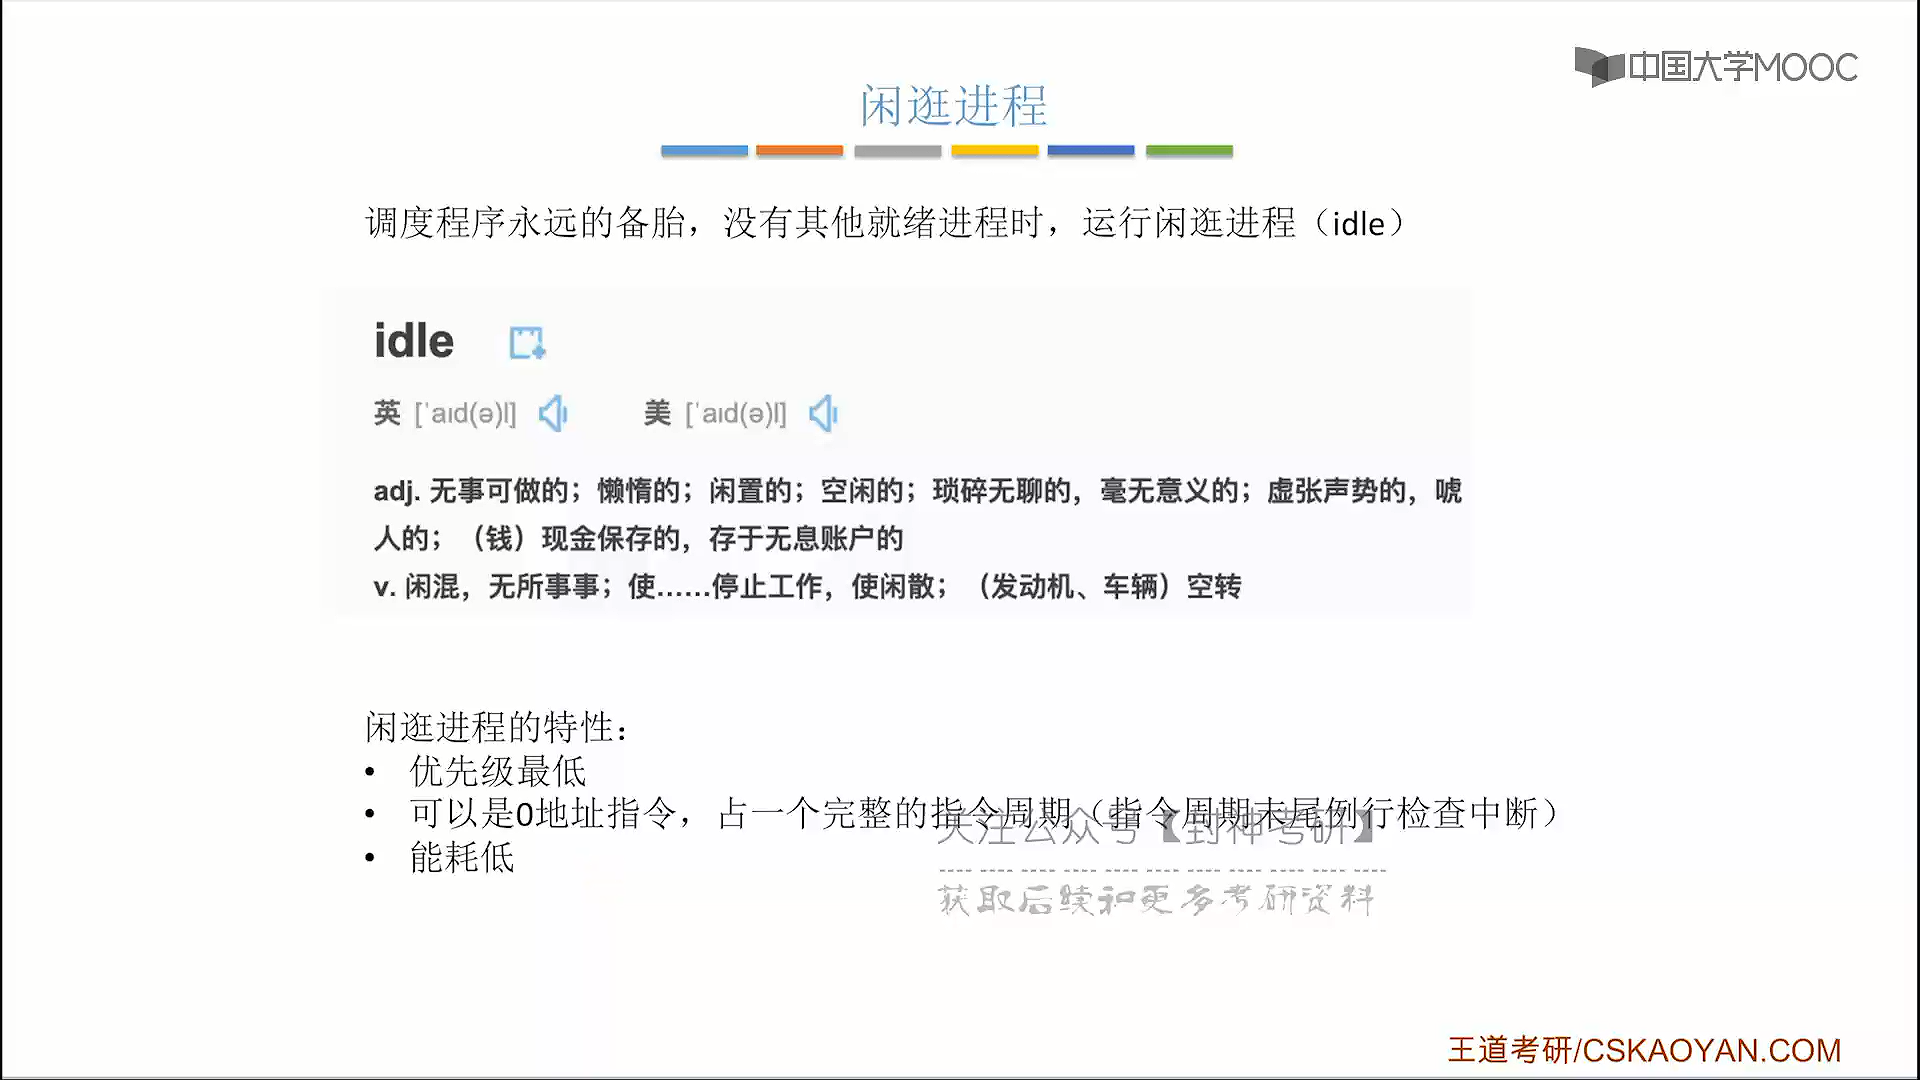 中国大学MOOC
闲逛进程
调度程序永远的备胎，没有其他就绪进程时，运行闲逛进程（idle）
idle
英 [ˈaɪd(ə)l] 美 [ˈaɪd(ə)l]
adj. 无事可做的；懒惰的；闲置的；空闲的；琐碎无聊的，毫无意义的；虚张声势的，唬
人的；（钱）现金保存的，存于无息账户的
v. 闲混，无所事事；使……停止工作，使闲散；（发动机、车辆）空转
闲逛进程的特性：
• 优先级最低
• 可以是0地址指令，占一个完整的指令周期（指令周期末尾例行检查中断）
• 能耗低
关注公众号【封神考研】
获取后续和更多考研资料
王道考研/CSKAOYAN.COM